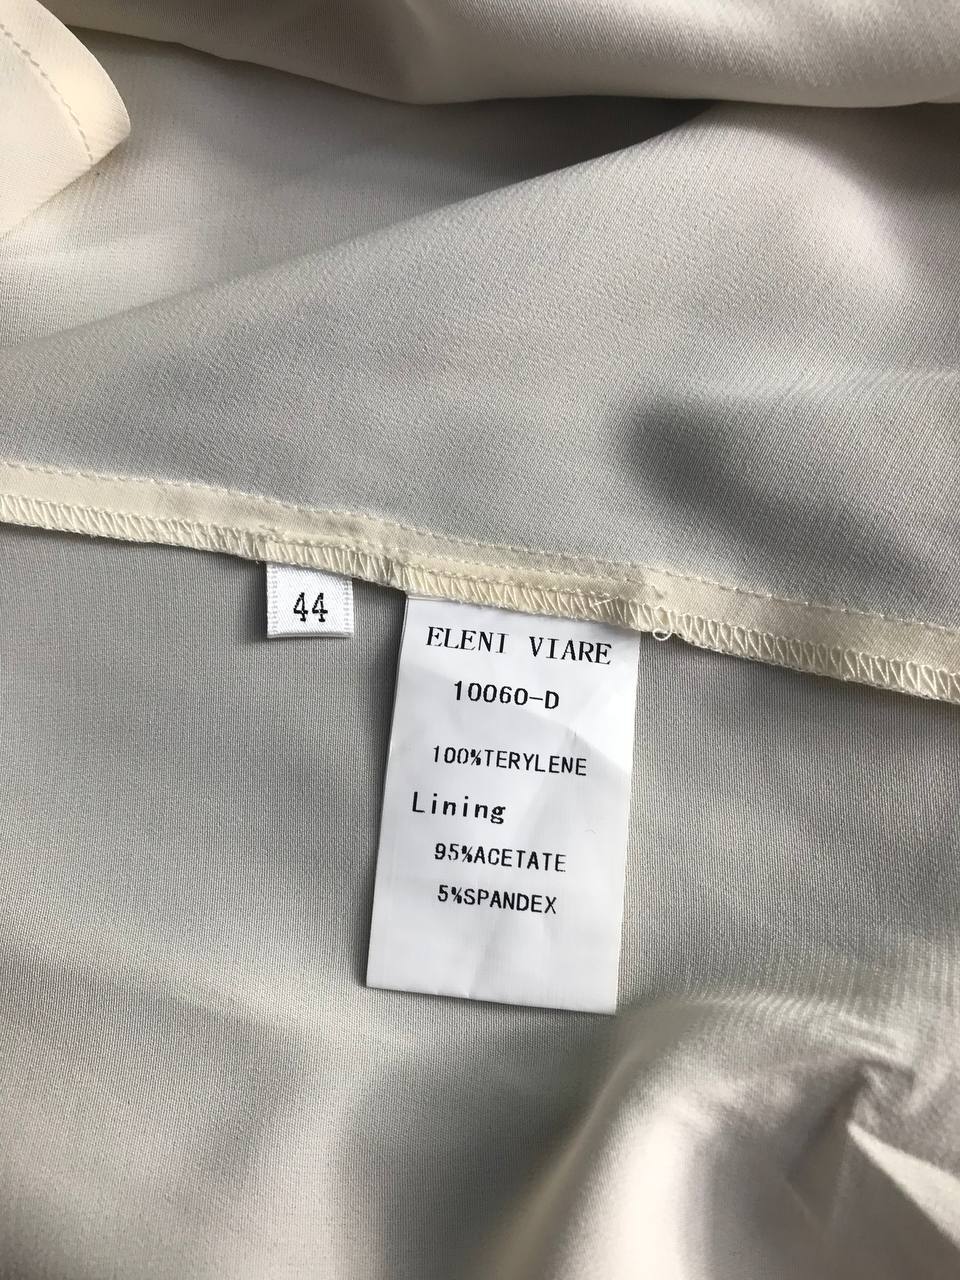 44
ELENI VIARE
10060-D
100%TERYLENE
Lining
95%ACETATE
5%SPANDEX